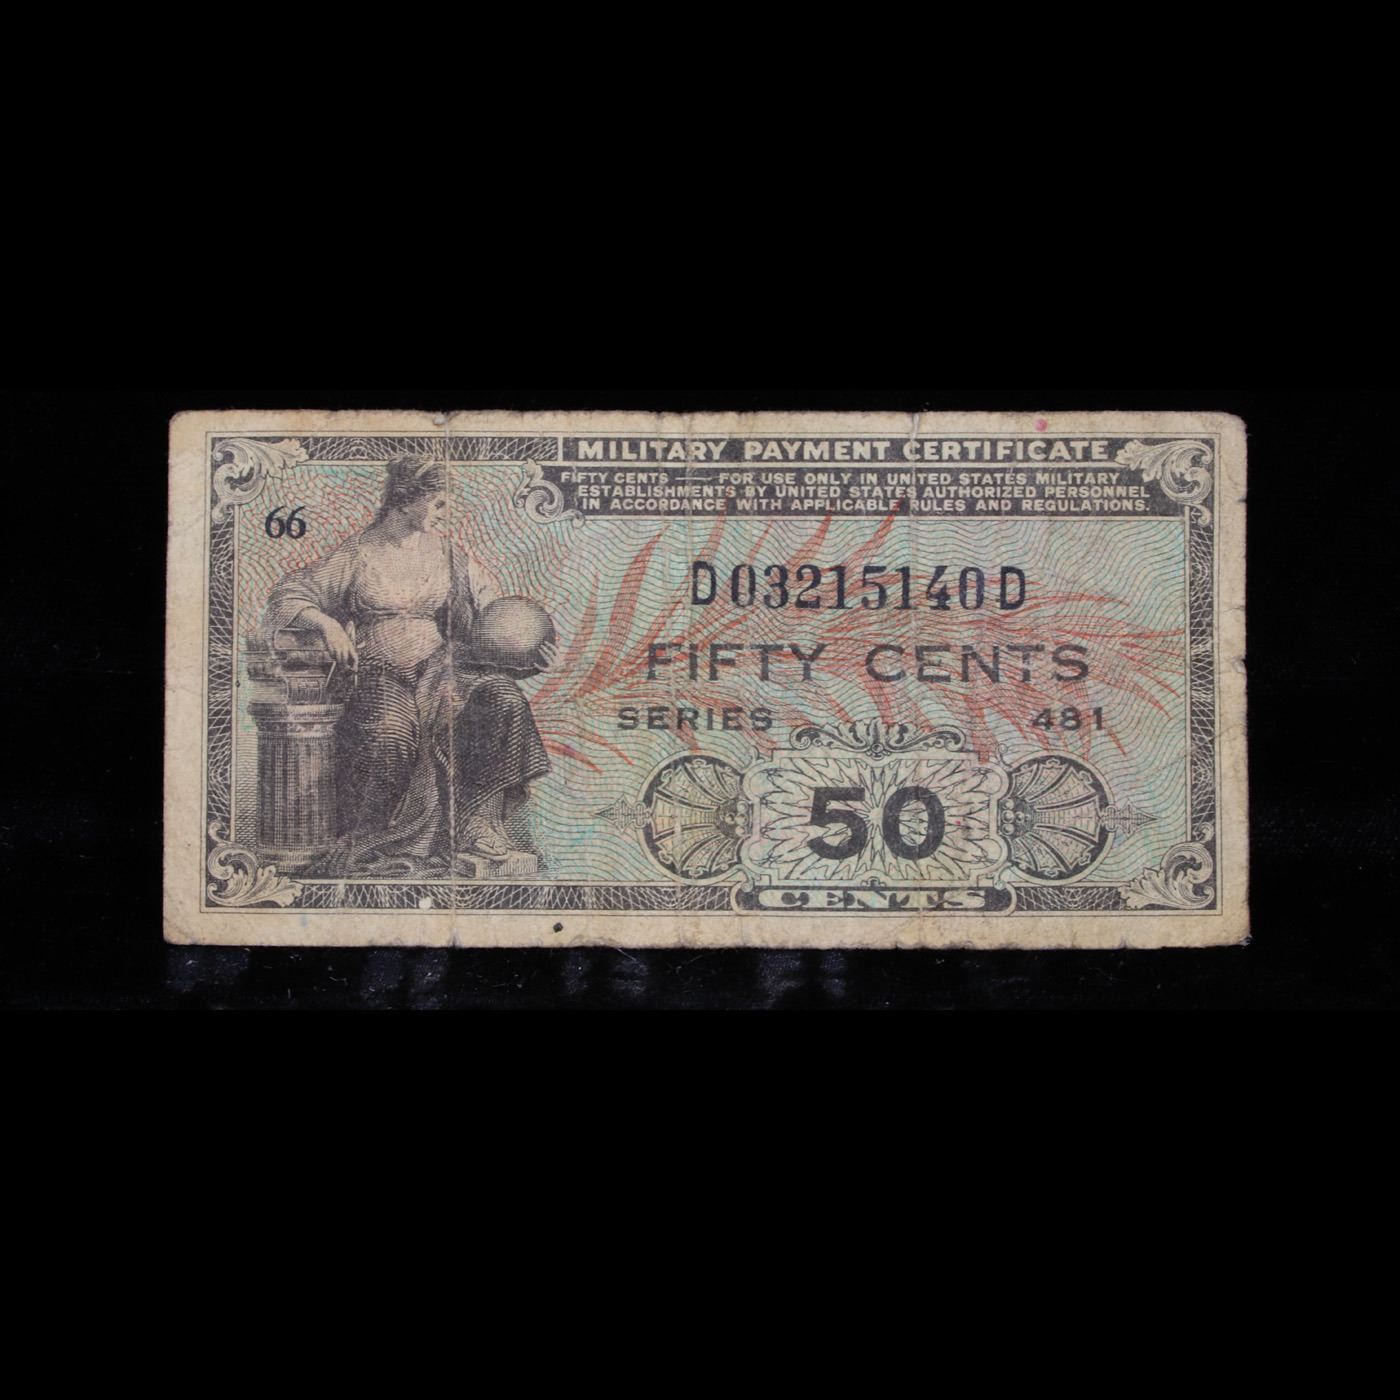 MILITARY PAYMENT CERTIFICATE
FIFTY CENTS — FOR USE ONLY IN UNITED STATES MILITARY
ESTABLISHMENTS BY UNITED STATES AUTHORIZED PERSONNEL
IN ACCORDANCE WITH APPLICABLE RULES AND REGULATIONS.
66
D03215140D
FIFTY CENTS
SERIES 481
50
CENTS